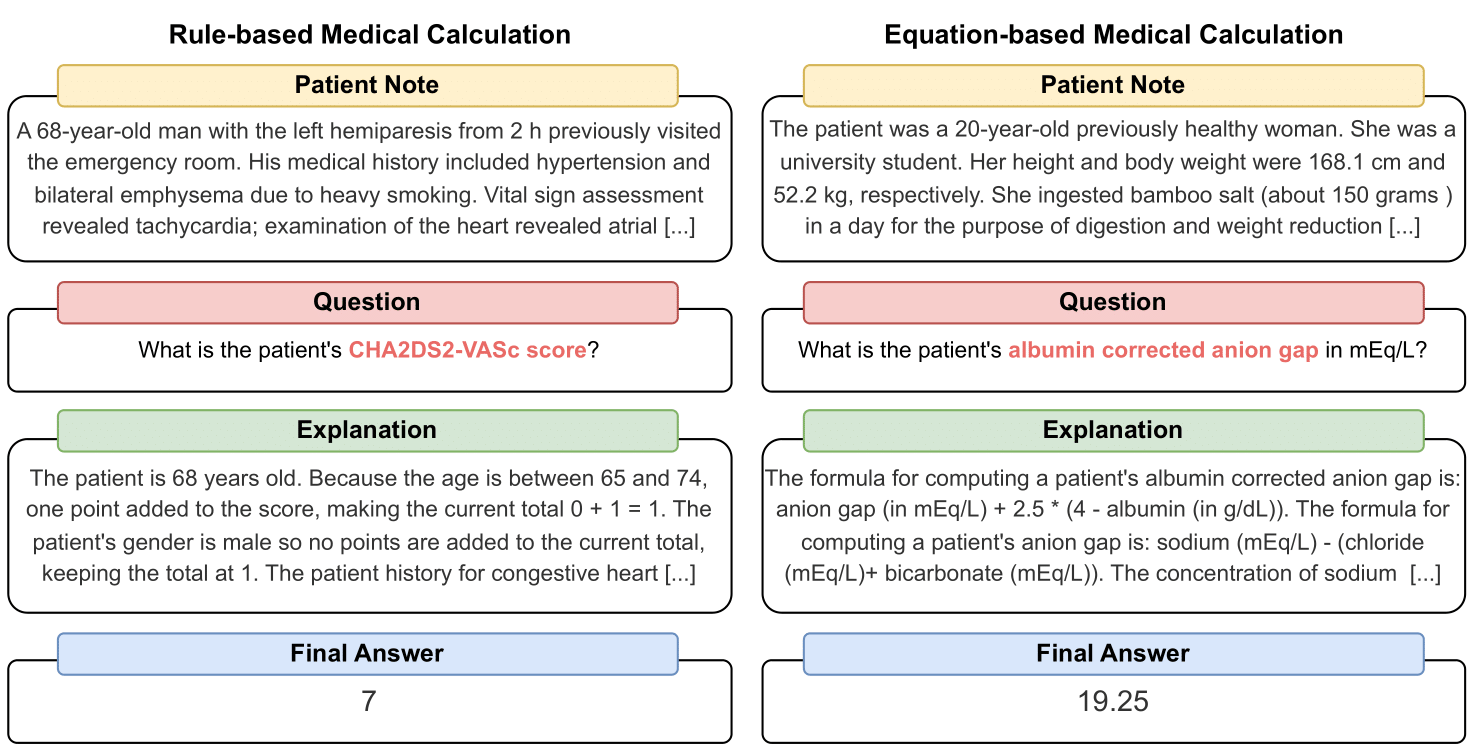 Rule-based Medical Calculation
Patient Note
A 68-year-old man with the left hemiparesis from 2 h previously visited
the emergency room. His medical history included hypertension and
bilateral emphysema due to heavy smoking. Vital sign assessment
revealed tachycardia; examination of the heart revealed atrial [...]
Question
What is the patient's CHA2DS2-VASc score?
Explanation
The patient is 68 years old. Because the age is between 65 and 74,
one point added to the score, making the current total 0 + 1 = 1. The
patient's gender is male so no points are added to the current total,
keeping the total at 1. The patient history for congestive heart [...]
Final Answer
7
Equation-based Medical Calculation
Patient Note
The patient was a 20-year-old previously healthy woman. She was a
university student. Her height and body weight were 168.1 cm and
52.2 kg, respectively. She ingested bamboo salt (about 150 grams )
in a day for the purpose of digestion and weight reduction [...]
Question
What is the patient's albumin corrected anion gap in mEq/L?
Explanation
The formula for computing a patient's albumin corrected anion gap is:
anion gap (in mEq/L) + 2.5 * (4 - albumin (in g/dL)). The formula for
computing a patient's anion gap is: sodium (mEq/L) - (chloride
(mEq/L)+ bicarbonate (mEq/L)). The concentration of sodium [...]
Final Answer
19.25